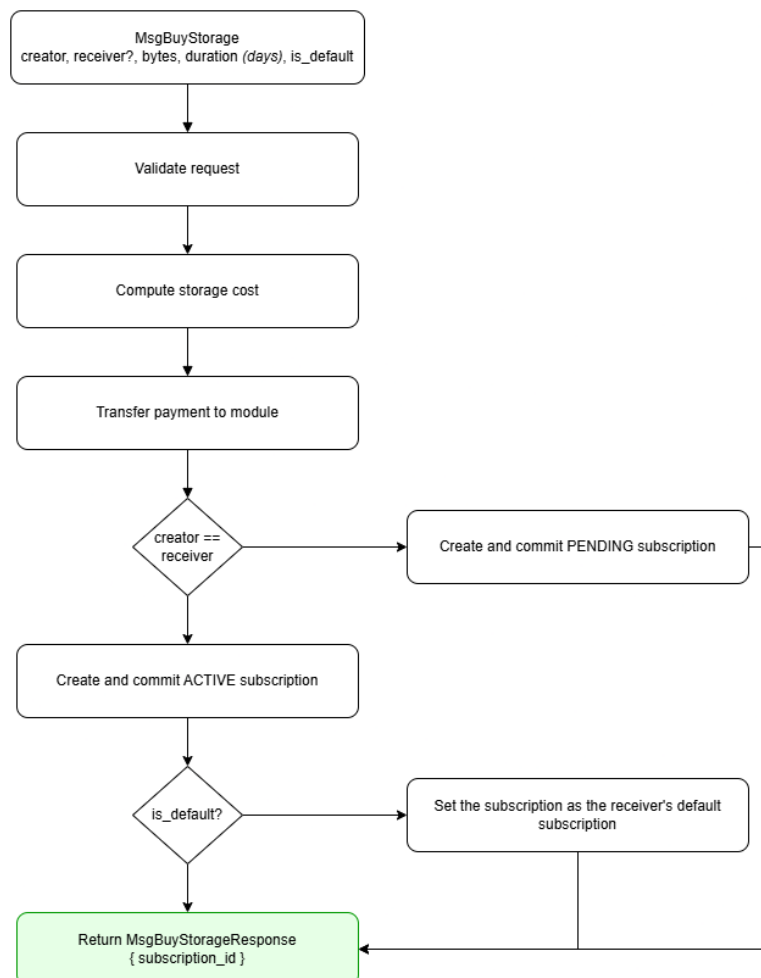 MsgBuyStorage
creator, receiver?, bytes, duration (days), is_default
Validate request
Compute storage cost
Transfer payment to module
creator ==
receiver
Create and commit PENDING subscription
Create and commit ACTIVE subscription
is_default?
Set the subscription as the receiver's default
subscription
Return MsgBuyStorageResponse
{ subscription_id }